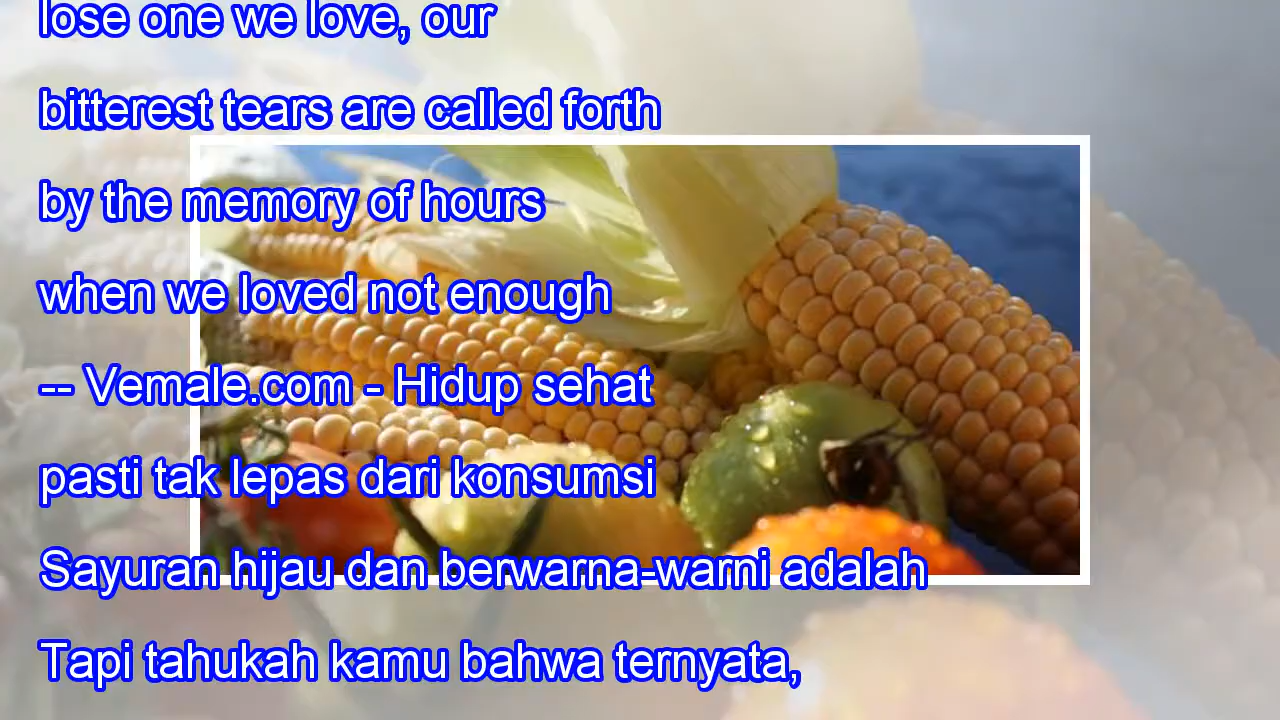 lose one we love, our
bitterest tears are called forth
by the memory of hours
when we loved not enough
-- Vemale.com - Hidup sehat
pasti tak lepas dari konsumsi
Sayuran hijau dan berwarna-warni adalah
Tapi tahukah kamu bahwa ternyata,